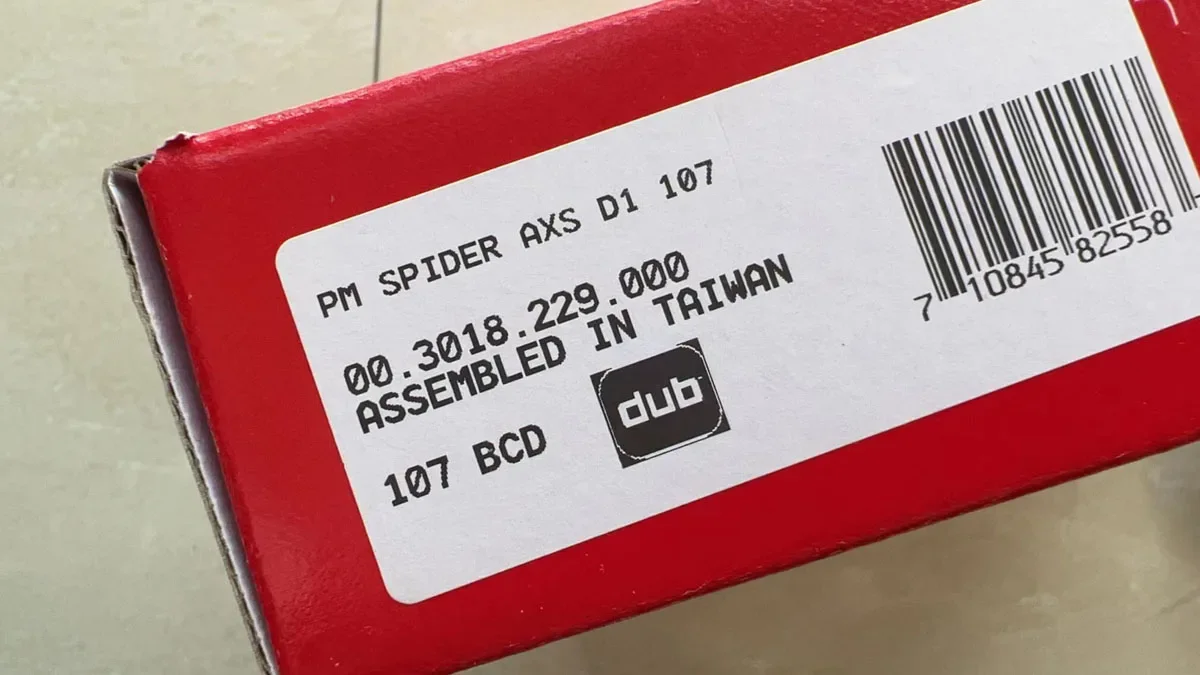 PM SPIDER AXS D1 107
00.3018.229.000
ASSEMBLED IN TAIWAN
107 BCD
dub
7 10845 82558